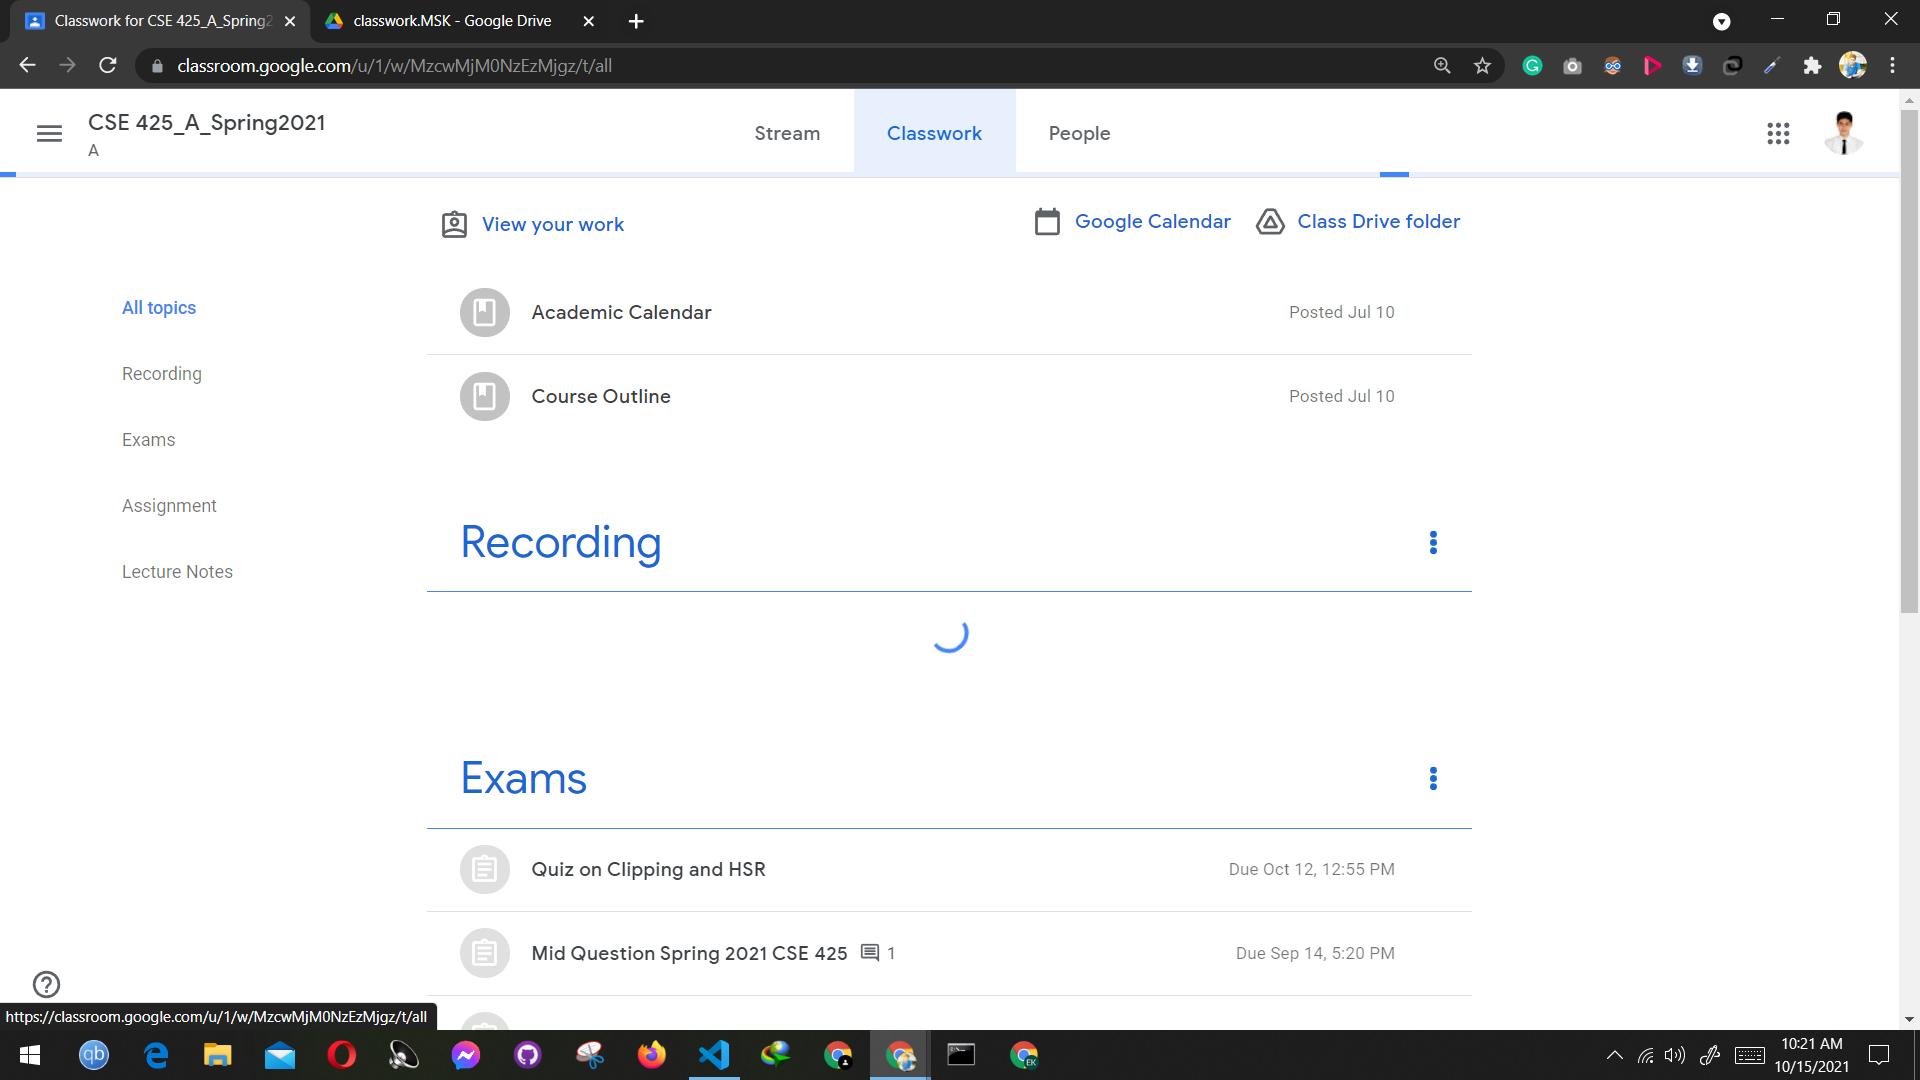 Classwork for CSE 425_A_Spring2
classwork.MSK - Google Drive
classroom.google.com/u/1/w/MzcwMjM0NzEzMjgz/t/all
CSE 425_A_Spring2021
A
Stream
Classwork
People
View your work
Google Calendar
Class Drive folder
All topics
Recording
Exams
Assignment
Lecture Notes
Academic Calendar
Posted Jul 10
Course Outline
Posted Jul 10
Recording
Exams
Quiz on Clipping and HSR
Due Oct 12, 12:55 PM
Mid Question Spring 2021 CSE 425
1
Due Sep 14, 5:20 PM
https://classroom.google.com/u/1/w/MzcwMjM0NzEzMjgz/t/all
qb
EK
10:21 AM
10/15/2021